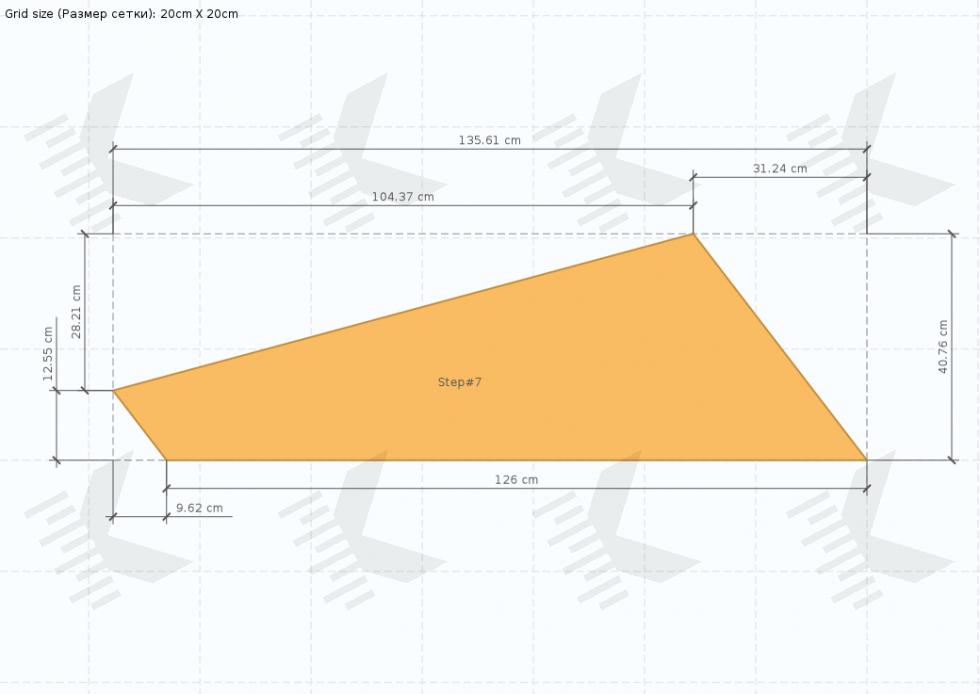 Grid size (Размер сетки): 20cm X 20cm
135.61 cm
31.24 cm
104.37 cm
28.21 cm
12.55 cm
40.76 cm
Step#7
126 cm
9.62 cm